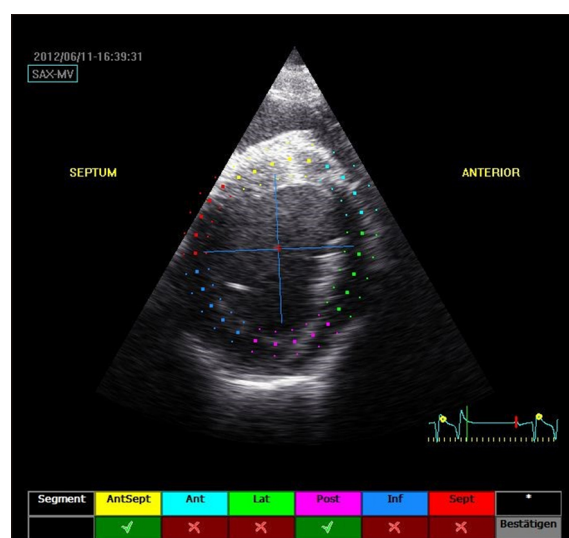 2012/06/11-16:39:31
SAX-MV
SEPTUM
ANTERIOR
Segment AntSept Ant Lat Post Inf Sept *
Bestätigen